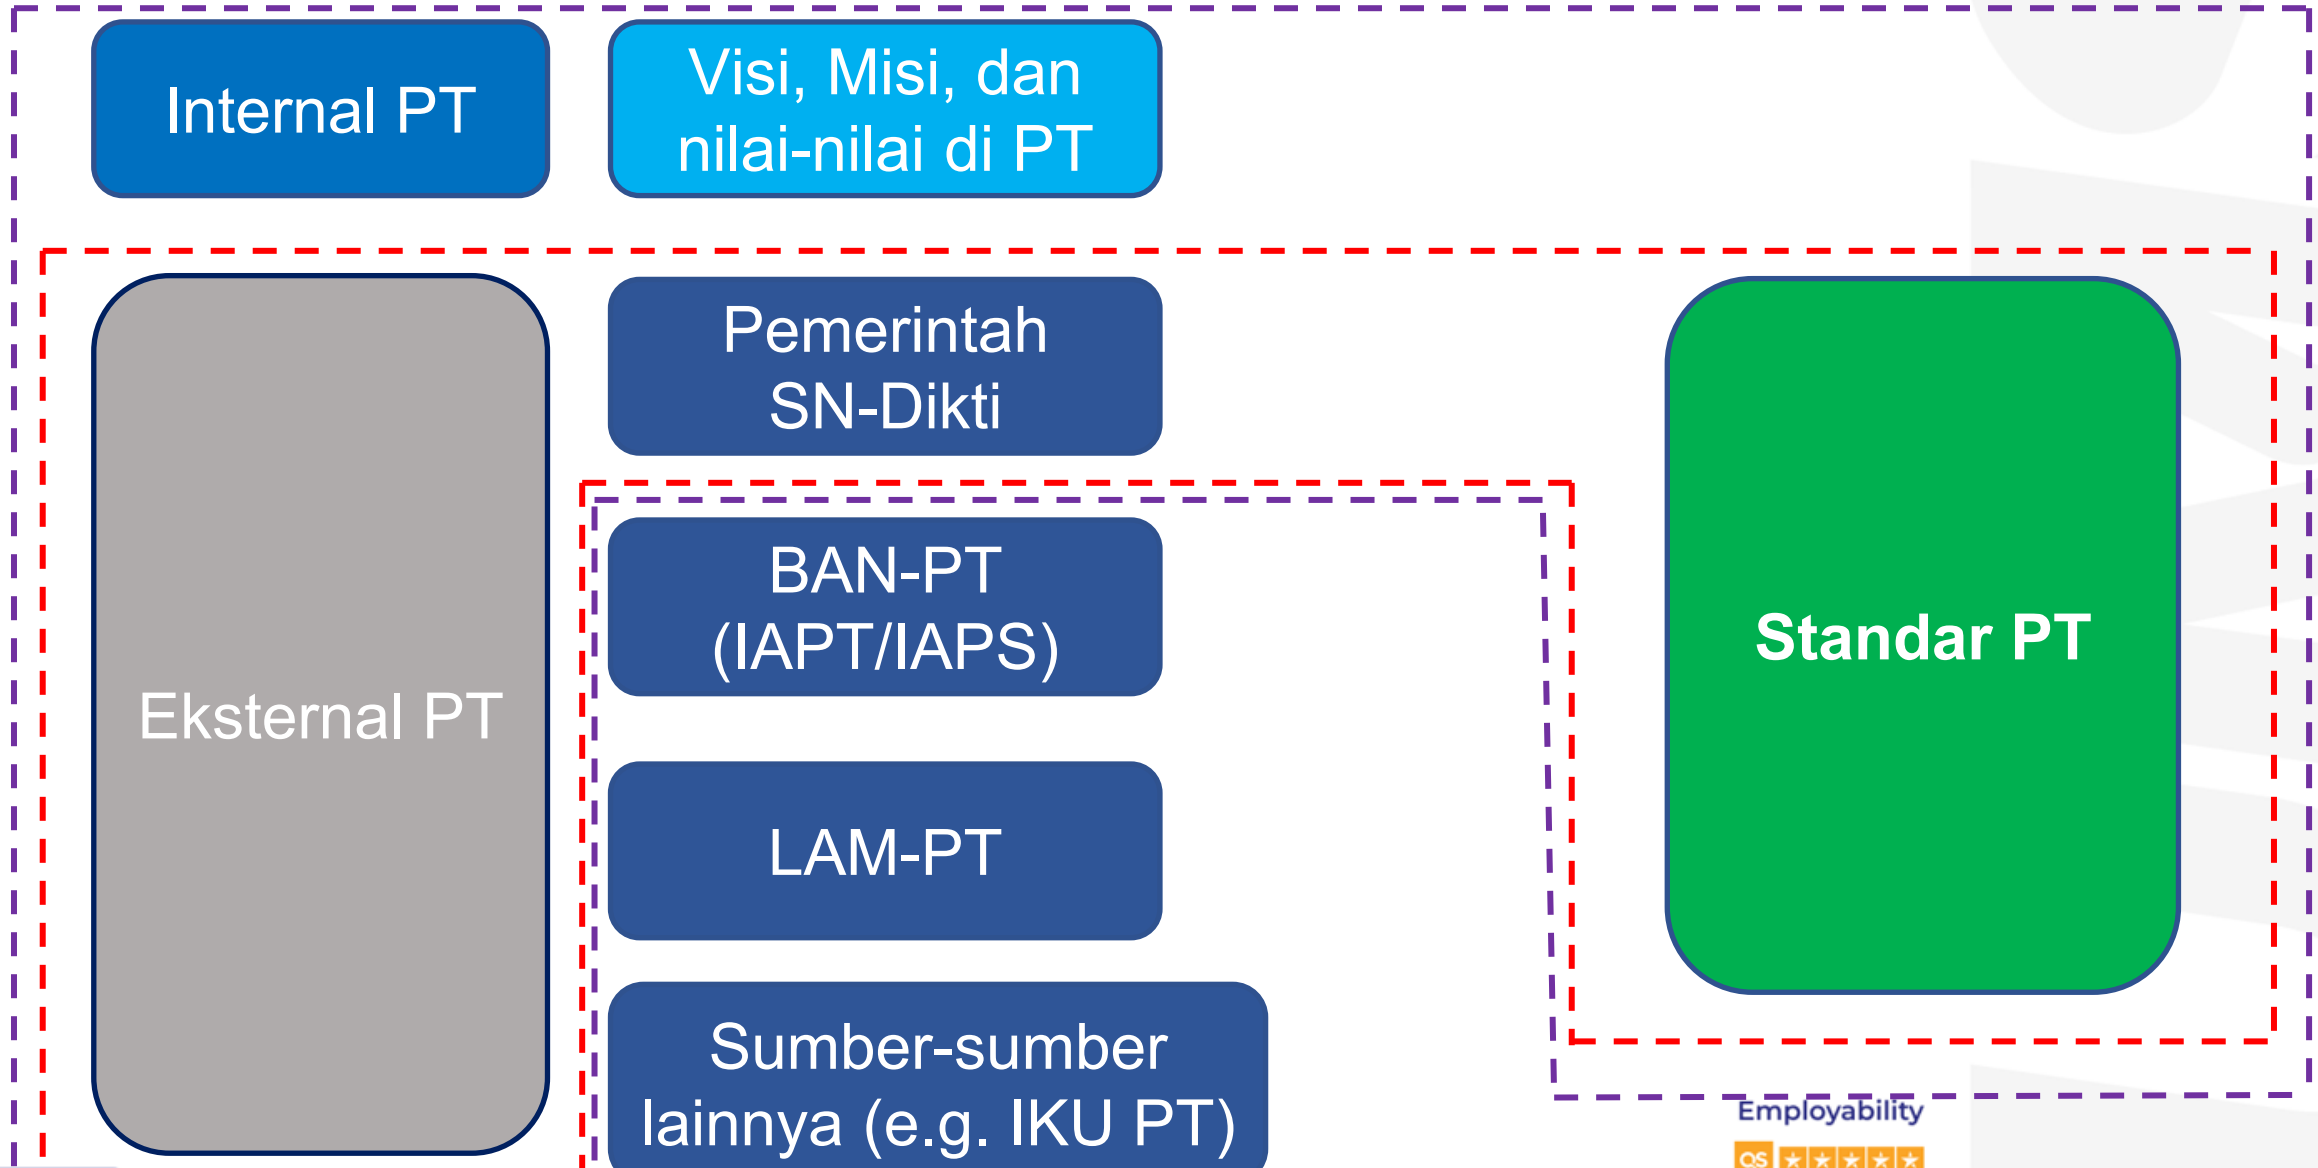 Internal PT
Visi, Misi, dan
nilai-nilai di PT
Eksternal PT
Pemerintah
SN-Dikti
BAN-PT
(IAPT/IAPS)
LAM-PT
Sumber-sumber
lainnya (e.g. IKU PT)
Standar PT
Employability
QS